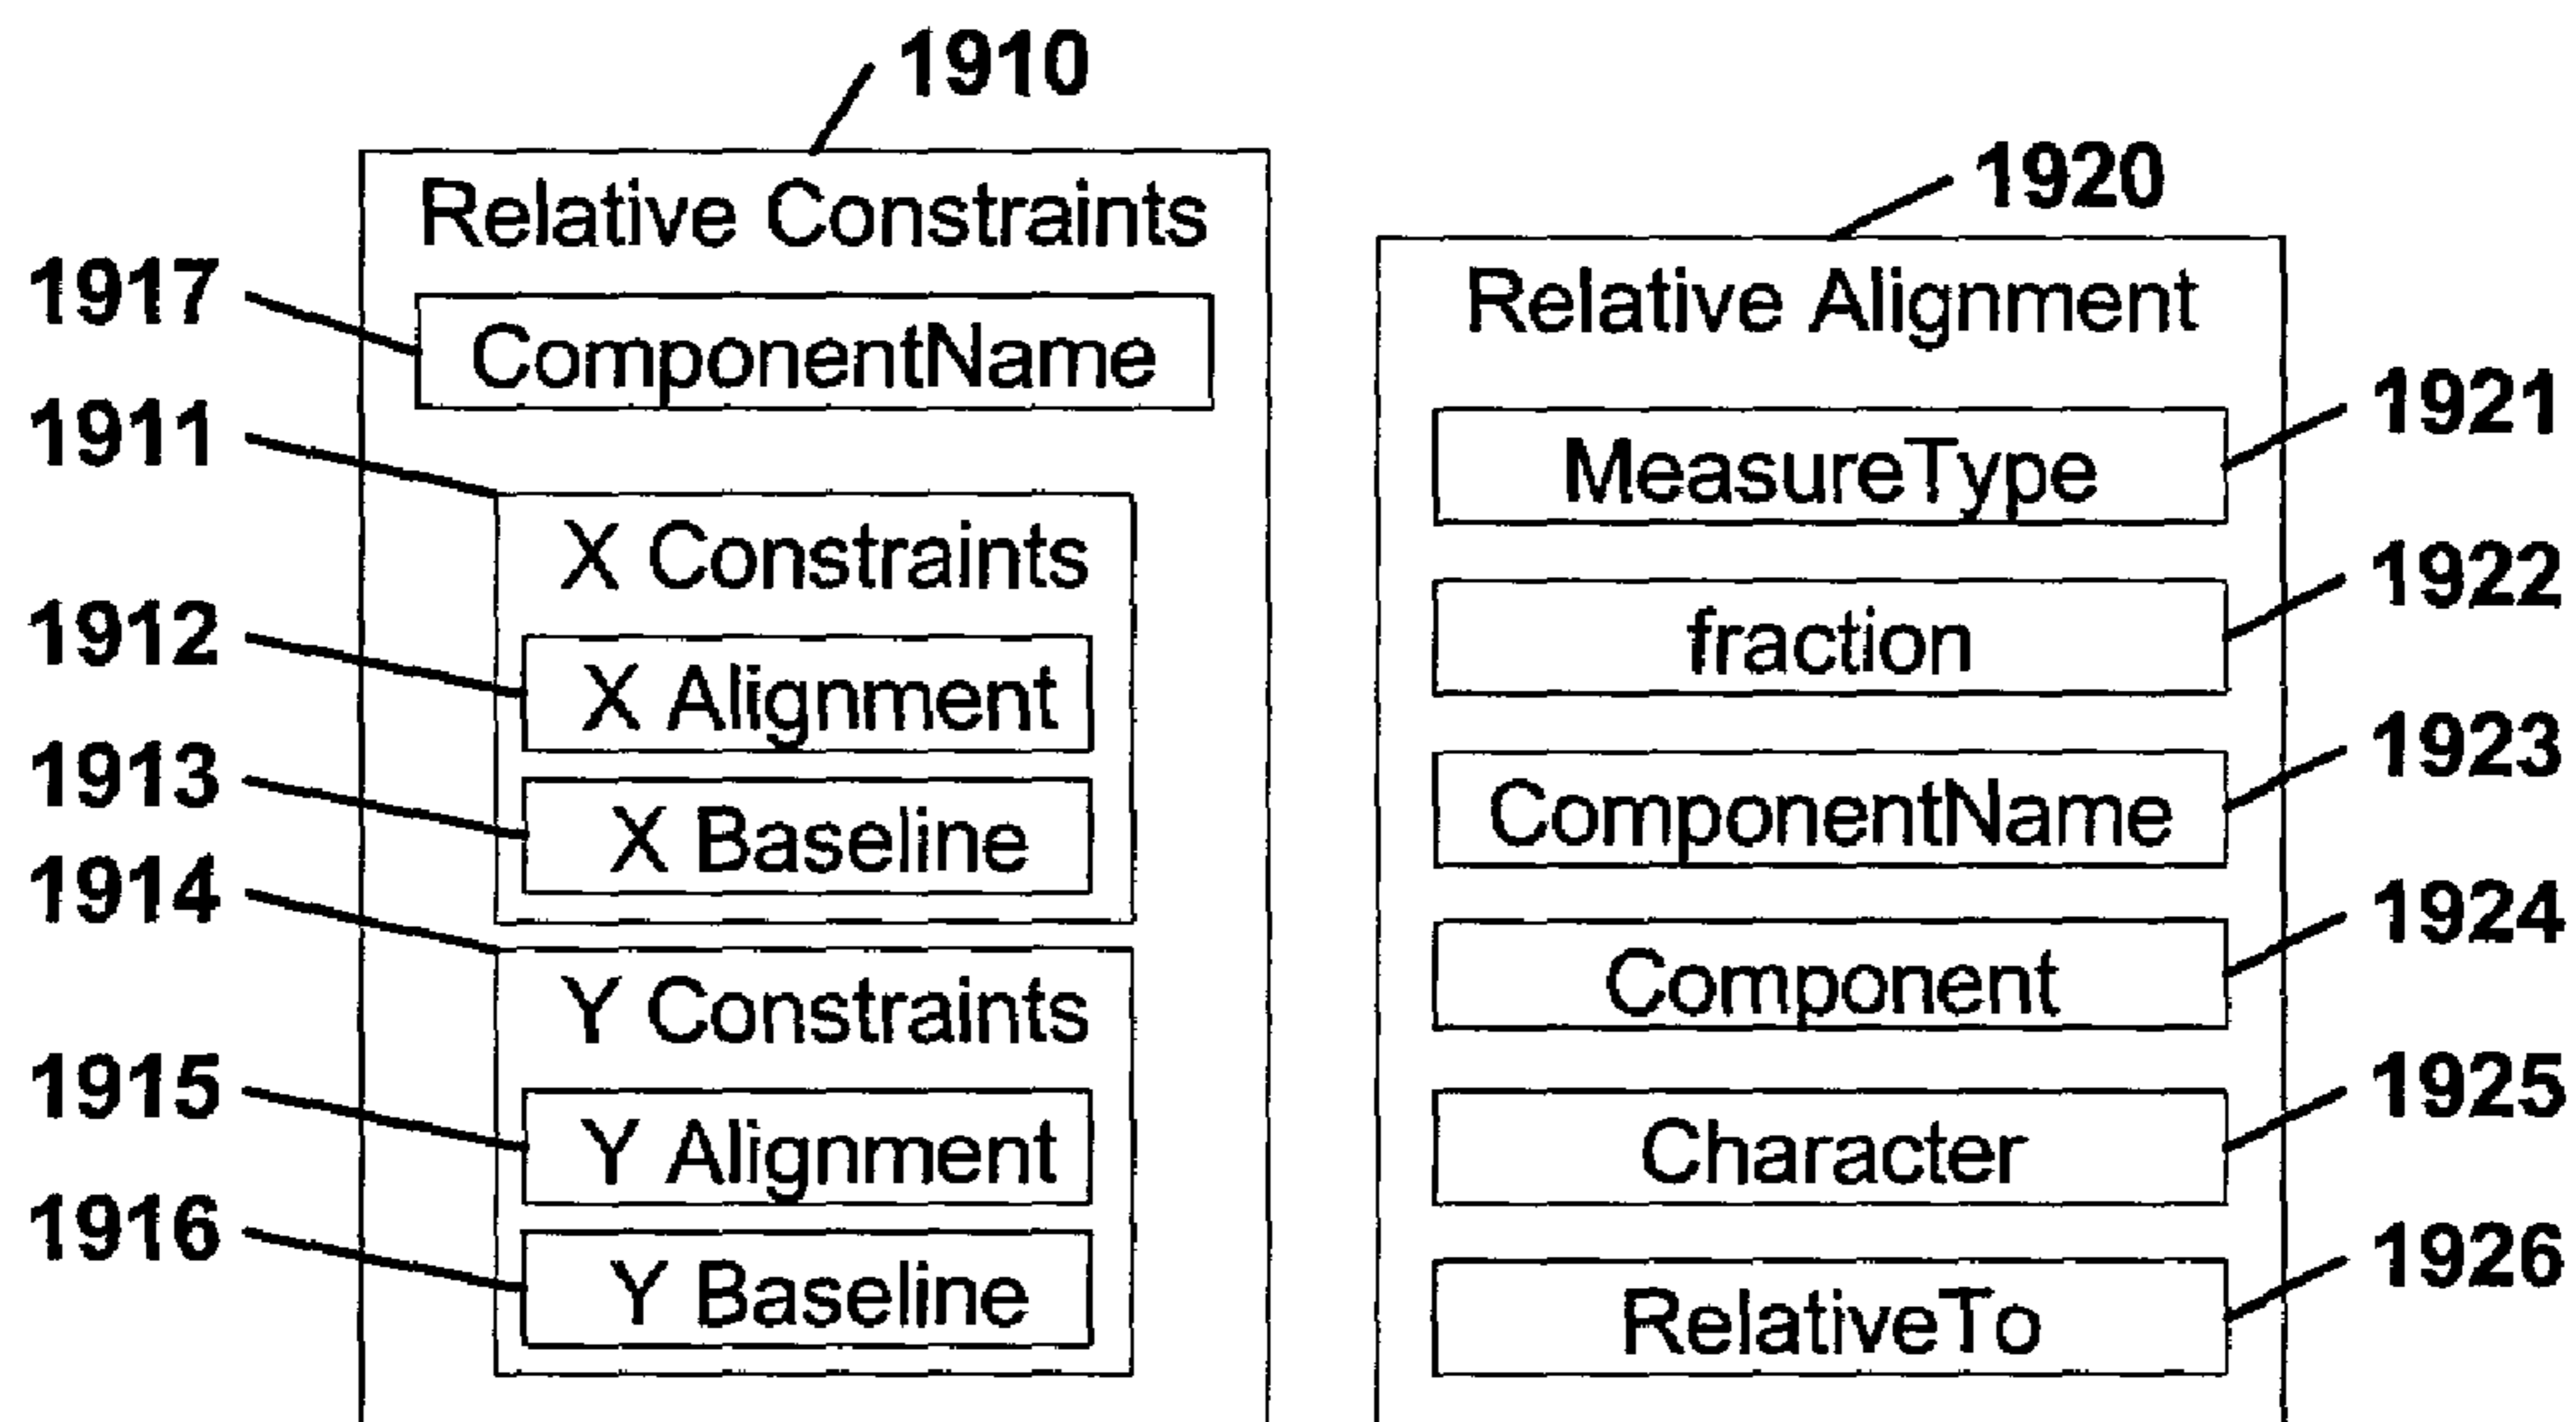 1910
Relative Constraints
1917
ComponentName
1911
X Constraints
1912
X Alignment
1913
X Baseline
1914
Y Constraints
1915
Y Alignment
1916
Y Baseline
1920
Relative Alignment
1921
MeasureType
1922
fraction
1923
ComponentName
1924
Component
1925
Character
1926
RelativeTo